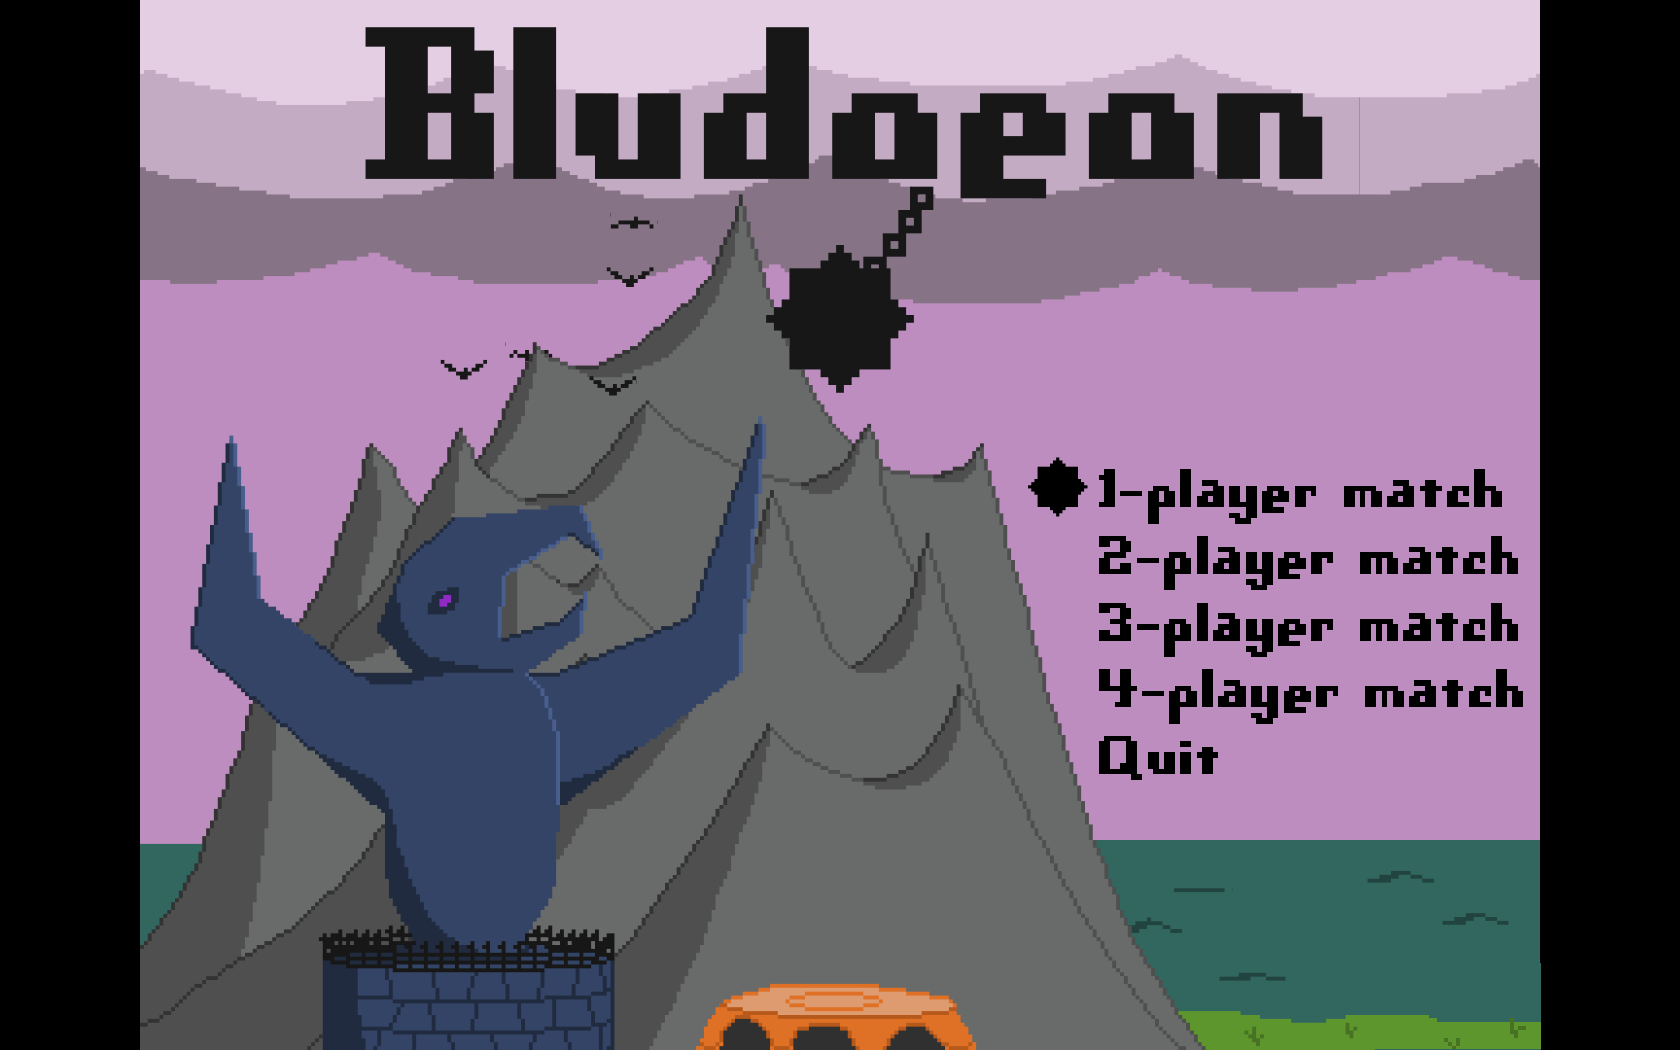 Bludgeon
1-player match
2-player match
3-player match
4-player match
Quit